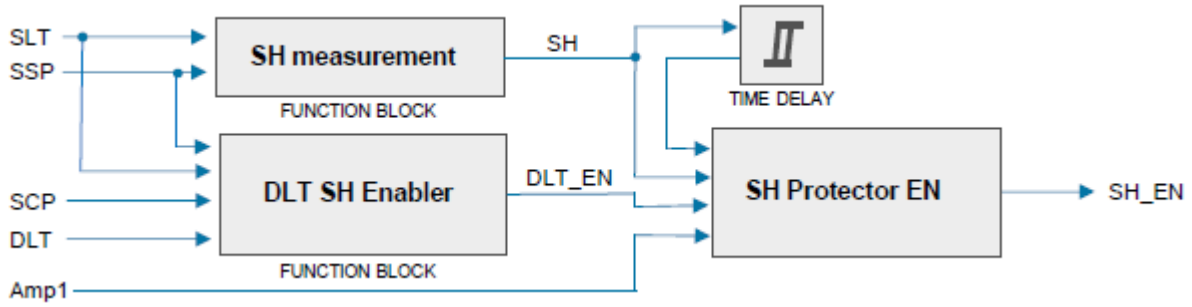 SLT
SSP
SH measurement
FUNCTION BLOCK
SH
TIME DELAY
DLT SH Enabler
FUNCTION BLOCK
DLT_EN
SH Protector EN
SH_EN
SCP
DLT
Amp1